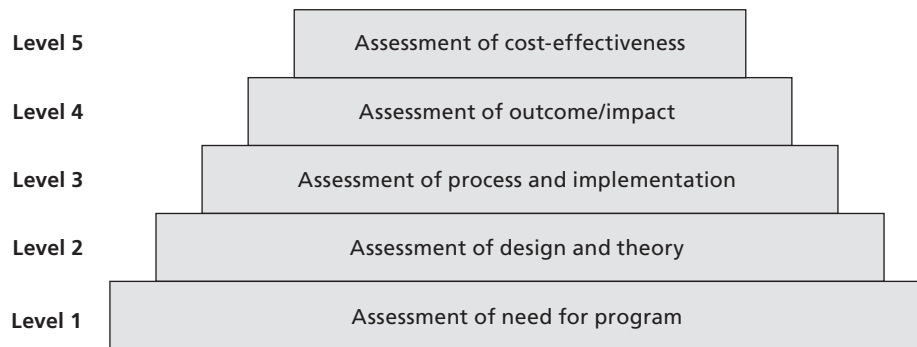 Level 5 Assessment of cost-effectiveness
Level 4 Assessment of outcome/impact
Level 3 Assessment of process and implementation
Level 2 Assessment of design and theory
Level 1 Assessment of need for program